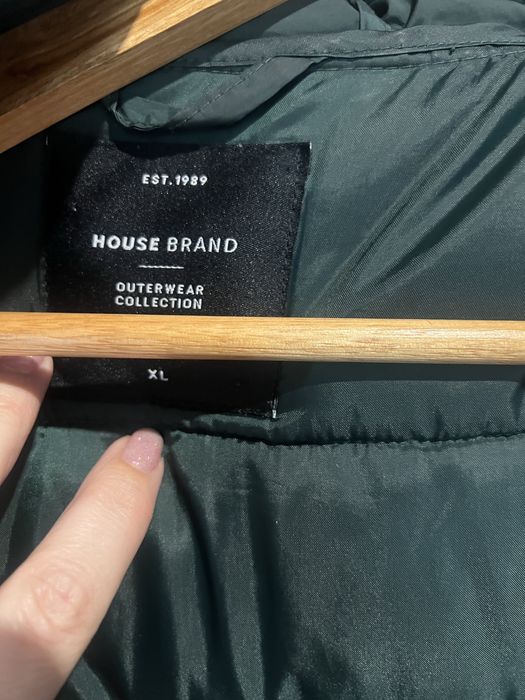 EST.1989
HOUSE BRAND
OUTERWEAR
COLLECTION
XL